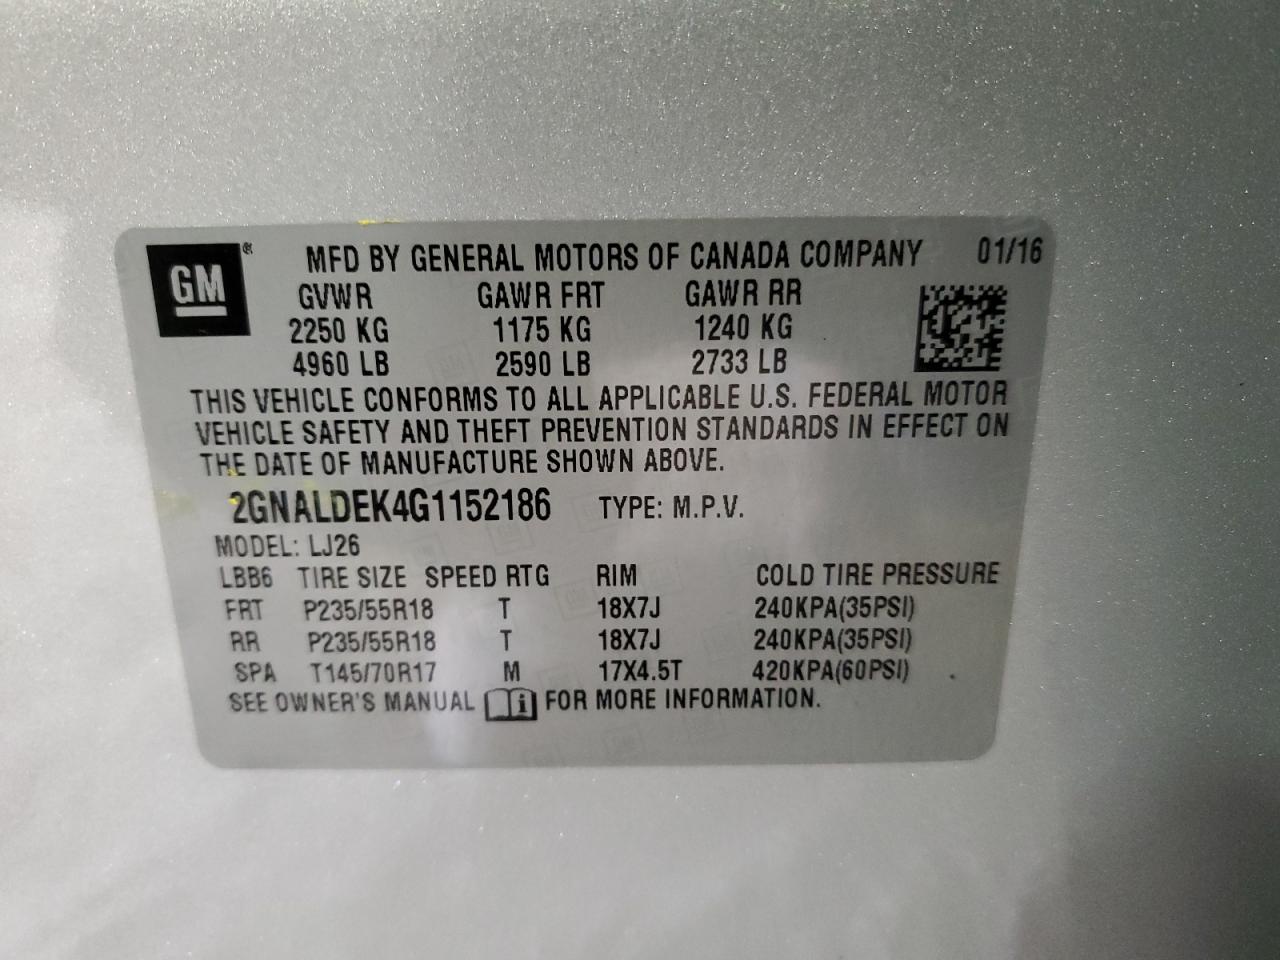 GM ® MFD BY GENERAL MOTORS OF CANADA COMPANY 01/16
GVWR GAWR FRT GAWR RR
2250 KG 1175 KG 1240 KG
4960 LB 2590 LB 2733 LB
THIS VEHICLE CONFORMS TO ALL APPLICABLE U.S. FEDERAL MOTOR
VEHICLE SAFETY AND THEFT PREVENTION STANDARDS IN EFFECT ON
THE DATE OF MANUFACTURE SHOWN ABOVE.
2GNALDEK4G1152186 TYPE: M.P.V.
MODEL: LJ26
LBB6 TIRE SIZE SPEED RTG RIM COLD TIRE PRESSURE
FRT P235/55R18 T 18X7J 240KPA(35PSI)
RR P235/55R18 T 18X7J 240KPA(35PSI)
SPA T145/70R17 M 17X4.5T 420KPA(60PSI)
SEE OWNER'S MANUAL i FOR MORE INFORMATION.